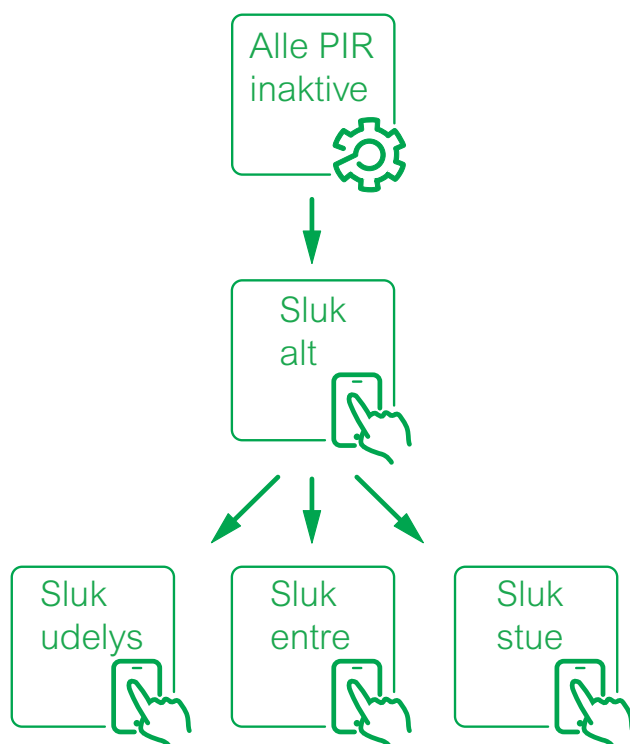 Alle PIR
inaktive
Sluk
alt
Sluk
udelys
Sluk
entre
Sluk
stue